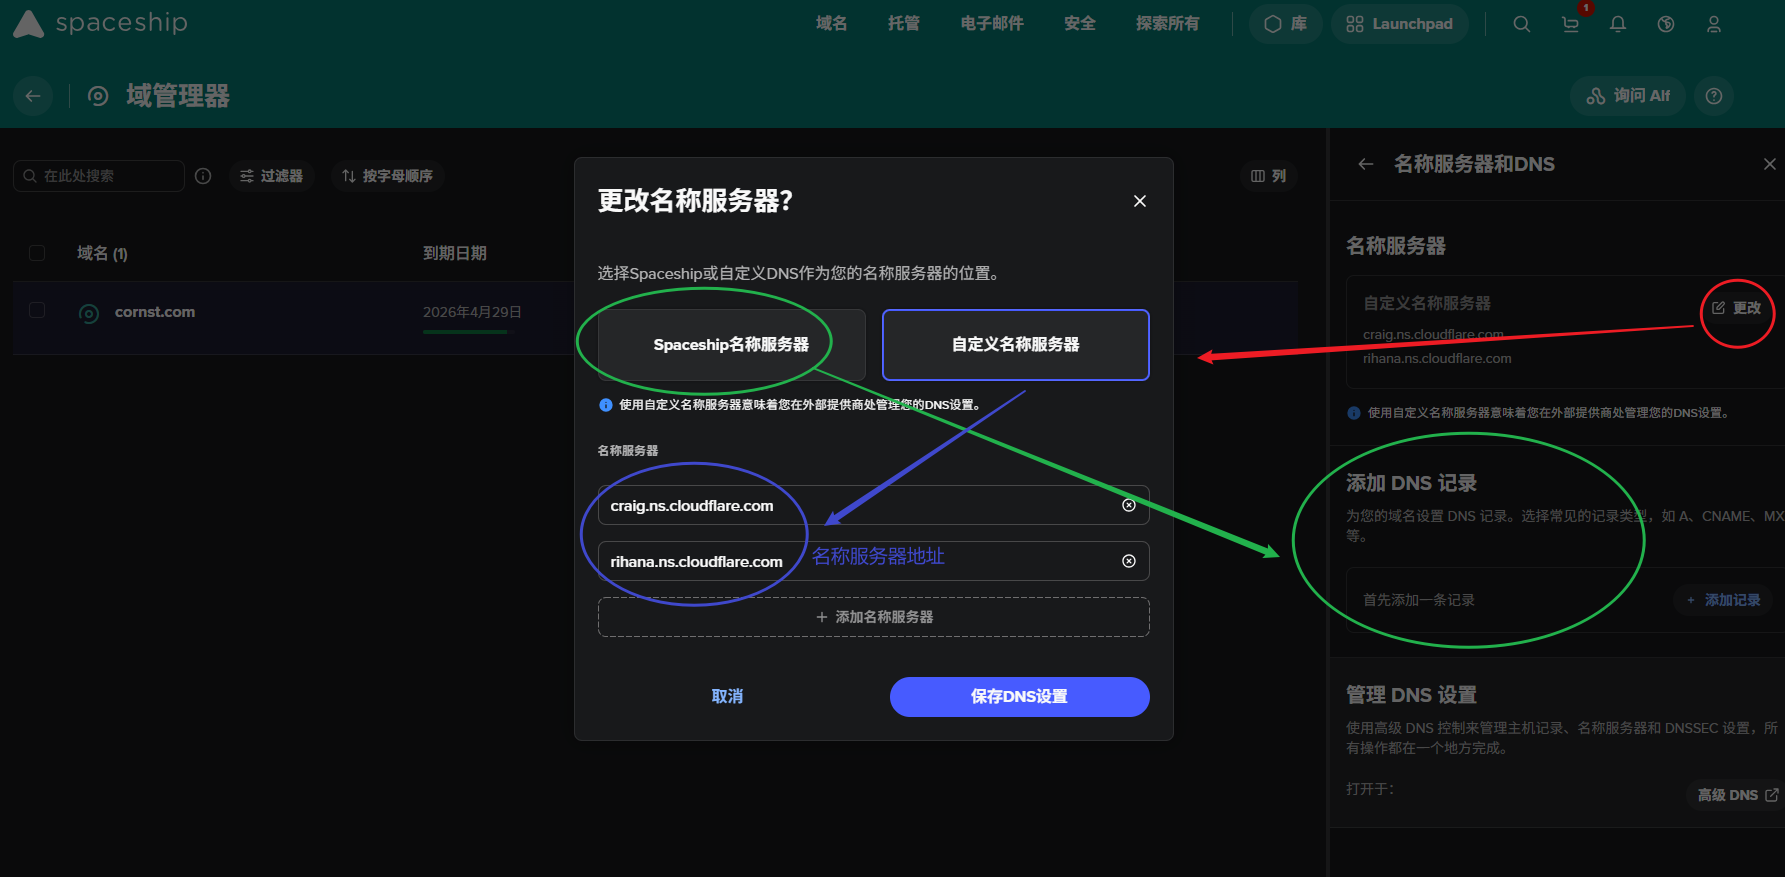 spaceship
域名
托管
电子邮件
安全
探索所有
库
Launchpad
1
域管理器
询问 Alf
在此处搜索
过滤器
按字母顺序
列
域名 (1)
到期日期
cornst.com
2026年4月29日
更改名称服务器?
选择Spaceship或自定义DNS作为您的名称服务器的位置。
Spaceship名称服务器
自定义名称服务器
使用自定义名称服务器意味着您在外部提供商处管理您的DNS设置。
名称服务器
craig.ns.cloudflare.com
rihana.ns.cloudflare.com
名称服务器地址
+ 添加名称服务器
取消
保存DNS设置
名称服务器和DNS
名称服务器
自定义名称服务器
更改
craig.ns.cloudflare.com
rihana.ns.cloudflare.com
使用自定义名称服务器意味着您在外部提供商处管理您的DNS设置。
添加 DNS 记录
为您的域名设置 DNS 记录。选择常见的记录类型，如 A、CNAME、MX
等。
首先添加一条记录
+ 添加记录
管理 DNS 设置
使用高级 DNS 控制来管理主机记录、名称服务器和 DNSSEC 设置，所
有操作都在一个地方完成。
打开于：
高级 DNS